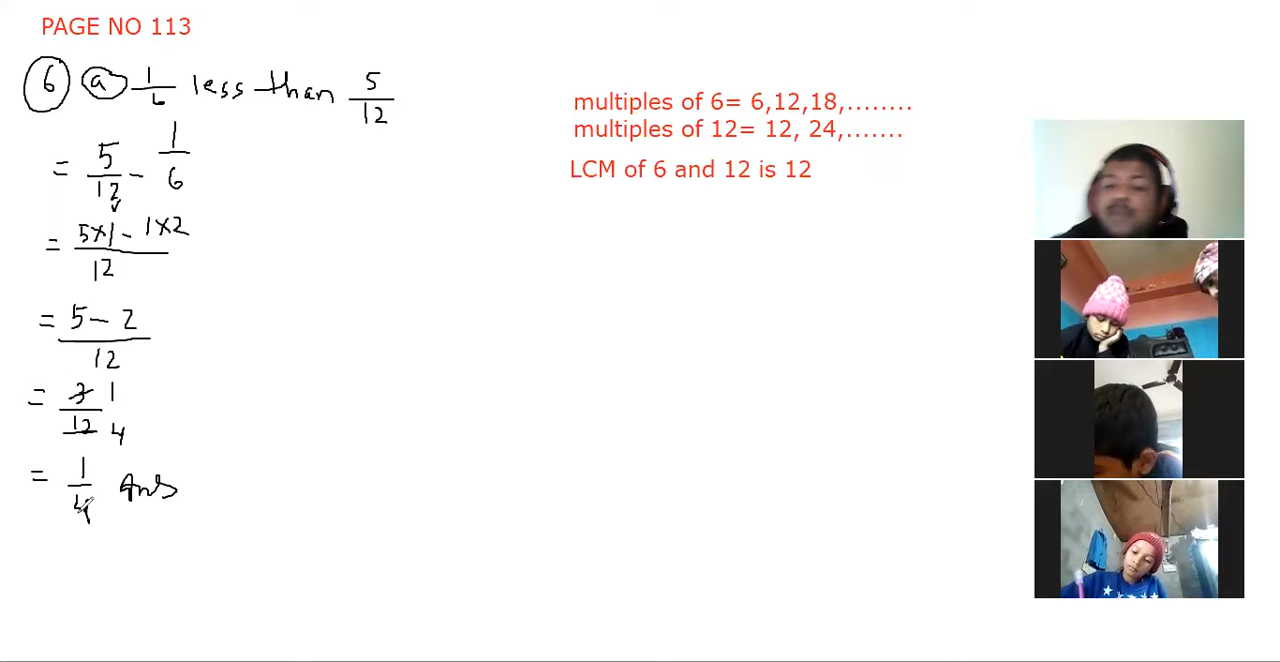 PAGE NO 113
6 a 1/6 less than 5/12
= 5/12 - 1/6
= 5×1 - 1×2 / 12
= 5 - 2 / 12
= 3/12 1/4
= 1/4 Ans
multiples of 6= 6,12,18,........
multiples of 12= 12, 24,.......
LCM of 6 and 12 is 12